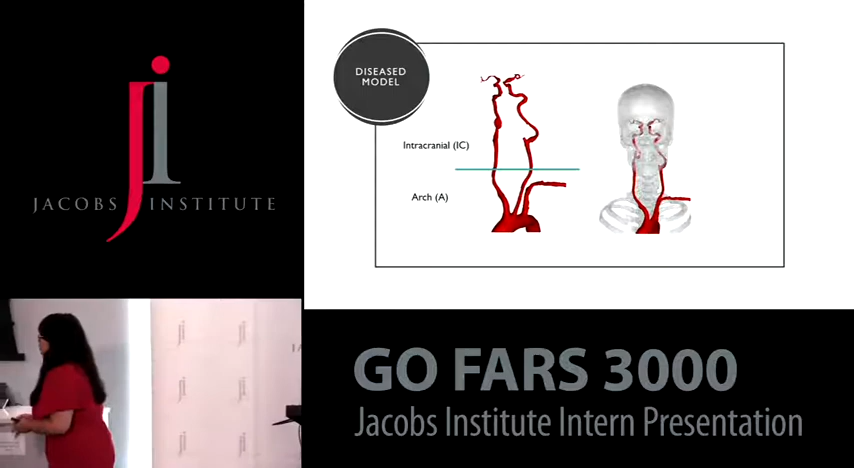 JACOBS INSTITUTE
DISEASED
MODEL
Intracranial (IC)
Arch (A)
GO FARS 3000
Jacobs Institute Intern Presentation